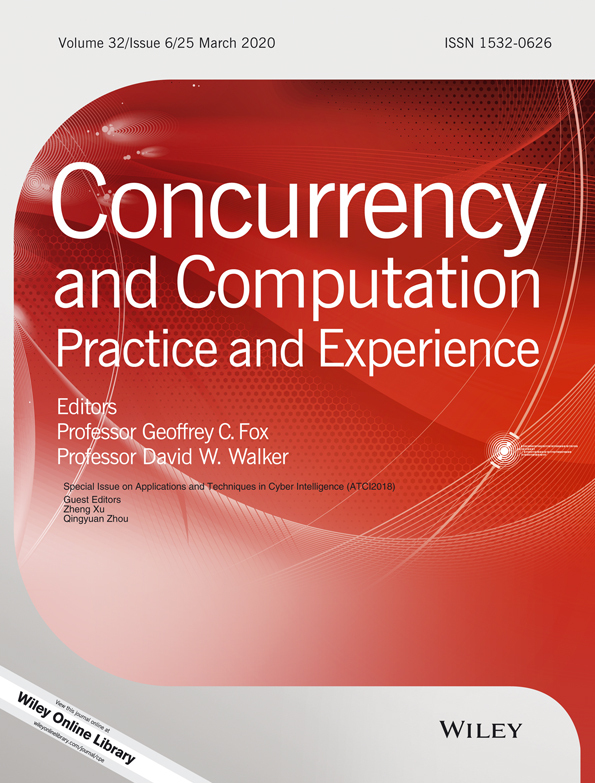 Volume 32/Issue 6/25 March 2020
ISSN 1532-0626
Concurrency
and Computation
Practice and Experience
Editors
Professor Geoffrey C. Fox
Professor David W. Walker
Special Issue on Applications and Techniques in Cyber Intelligence (ATCI2018)
Guest Editors
Zheng Xu
Qingyuan Zhou
View this journal online at
Wiley Online Library
wileyonlinelibrary.com/journal/cpe
WILEY